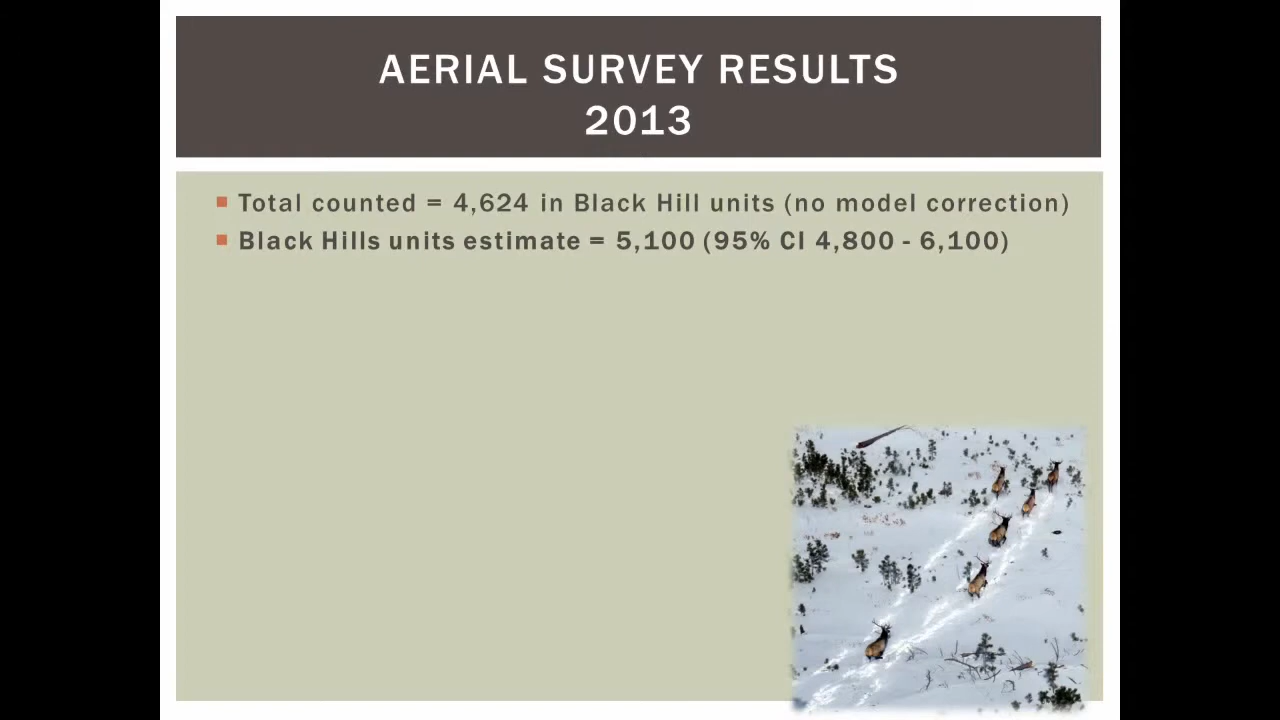 AERIAL SURVEY RESULTS
2013
Total counted = 4,624 in Black Hill units (no model correction)
Black Hills units estimate = 5,100 (95% CI 4,800 - 6,100)